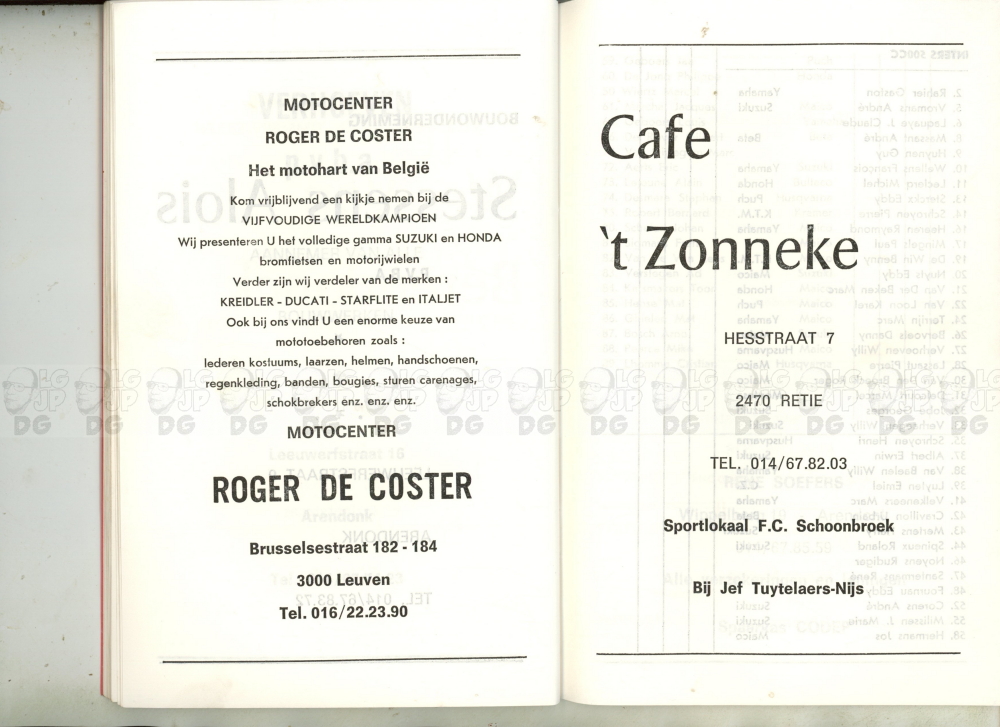 MOTOCENTER
ROGER DE COSTER
Het motohart van België
Kom vrijblijvend een kijkje nemen bij de
VIJFVOUDIGE WERELDKAMPIOEN
Wij presenteren U het volledige gamma SUZUKI en HONDA
bromfietsen en motorijwielen
Verder zijn wij verdeler van de merken :
KREIDLER - DUCATI - STARFLITE en ITALJET
Ook bij ons vindt U een enorme keuze van
mototoebehoren zoals :
lederen kostuums, laarzen, helmen, handschoenen,
regenkleding, banden, bougies, sturen carenages,
schokbrekers enz. enz. enz.
MOTOCENTER
ROGER DE COSTER
Brusselsestraat 182 - 184
3000 Leuven
Tel. 016/22.23.90
Cafe
't Zonneke
HESSTRAAT 7
2470 RETIE
TEL. 014/67.82.03
Sportlokaal F.C. Schoonbroek
Bij Jef Tuytelaers-Nijs